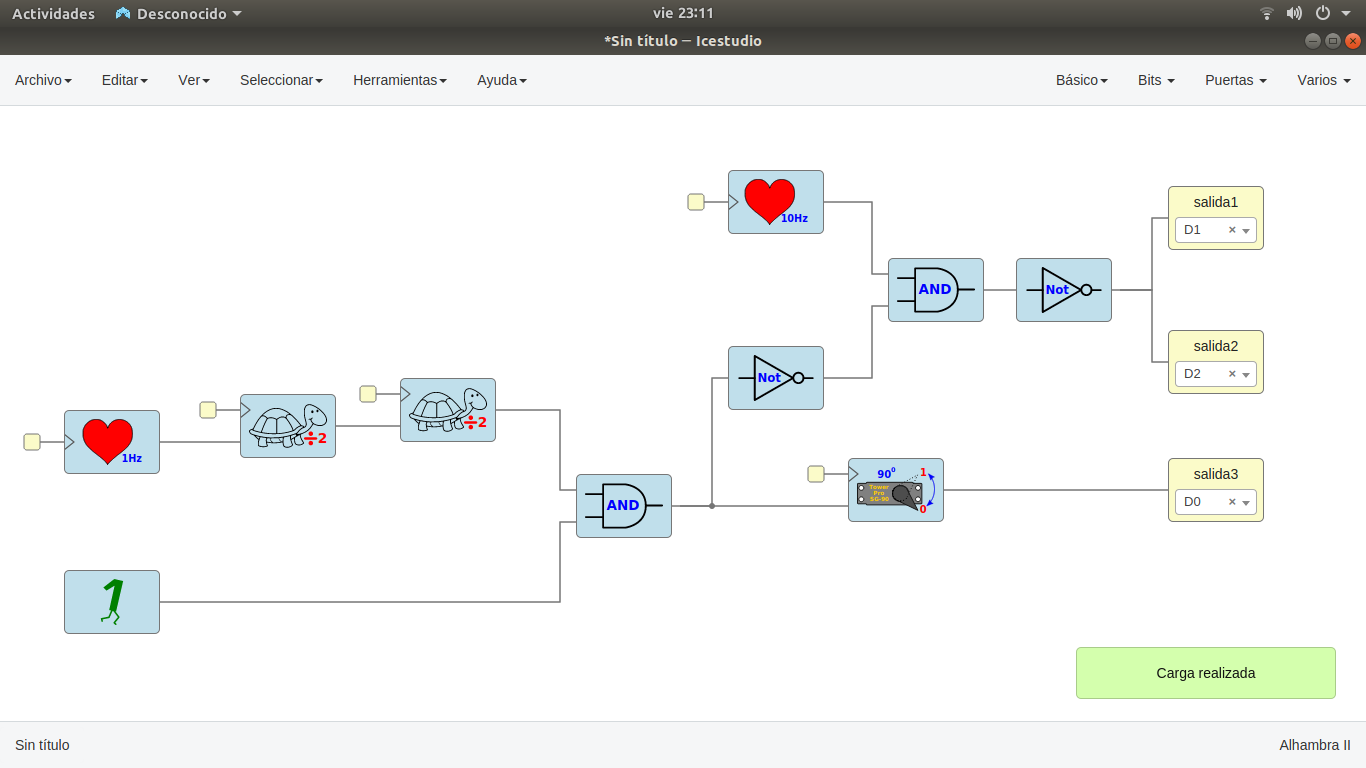 Actividades Desconocido vie 23:11
*Sin título — Icestudio
Archivo Editar Ver Seleccionar Herramientas Ayuda Básico Bits Puertas Varios
10Hz
salida1
D1 ×
AND
Not
salida2
D2 ×
Not
÷2
÷2
1Hz
AND
90⁰ 1
Tower
Pro
SG-90
0
salida3
D0 ×
1
Carga realizada
Sin título Alhambra II